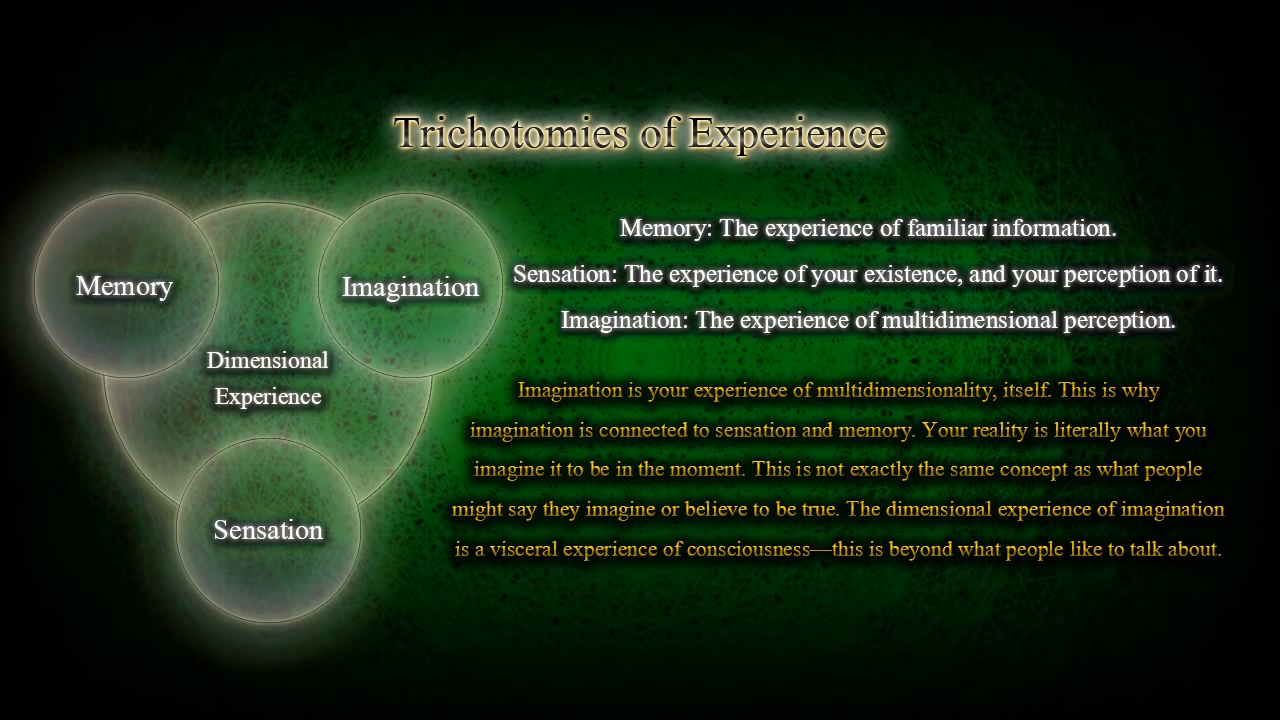 Trichotomies of Experience
Memory
Imagination
Dimensional
Experience
Sensation
Memory: The experience of familiar information.
Sensation: The experience of your existence, and your perception of it.
Imagination: The experience of multidimensional perception.
Imagination is your experience of multidimensionality, itself. This is why
imagination is connected to sensation and memory. Your reality is literally what you
imagine it to be in the moment. This is not exactly the same concept as what people
might say they imagine or believe to be true. The dimensional experience of imagination
is a visceral experience of consciousness—this is beyond what people like to talk about.